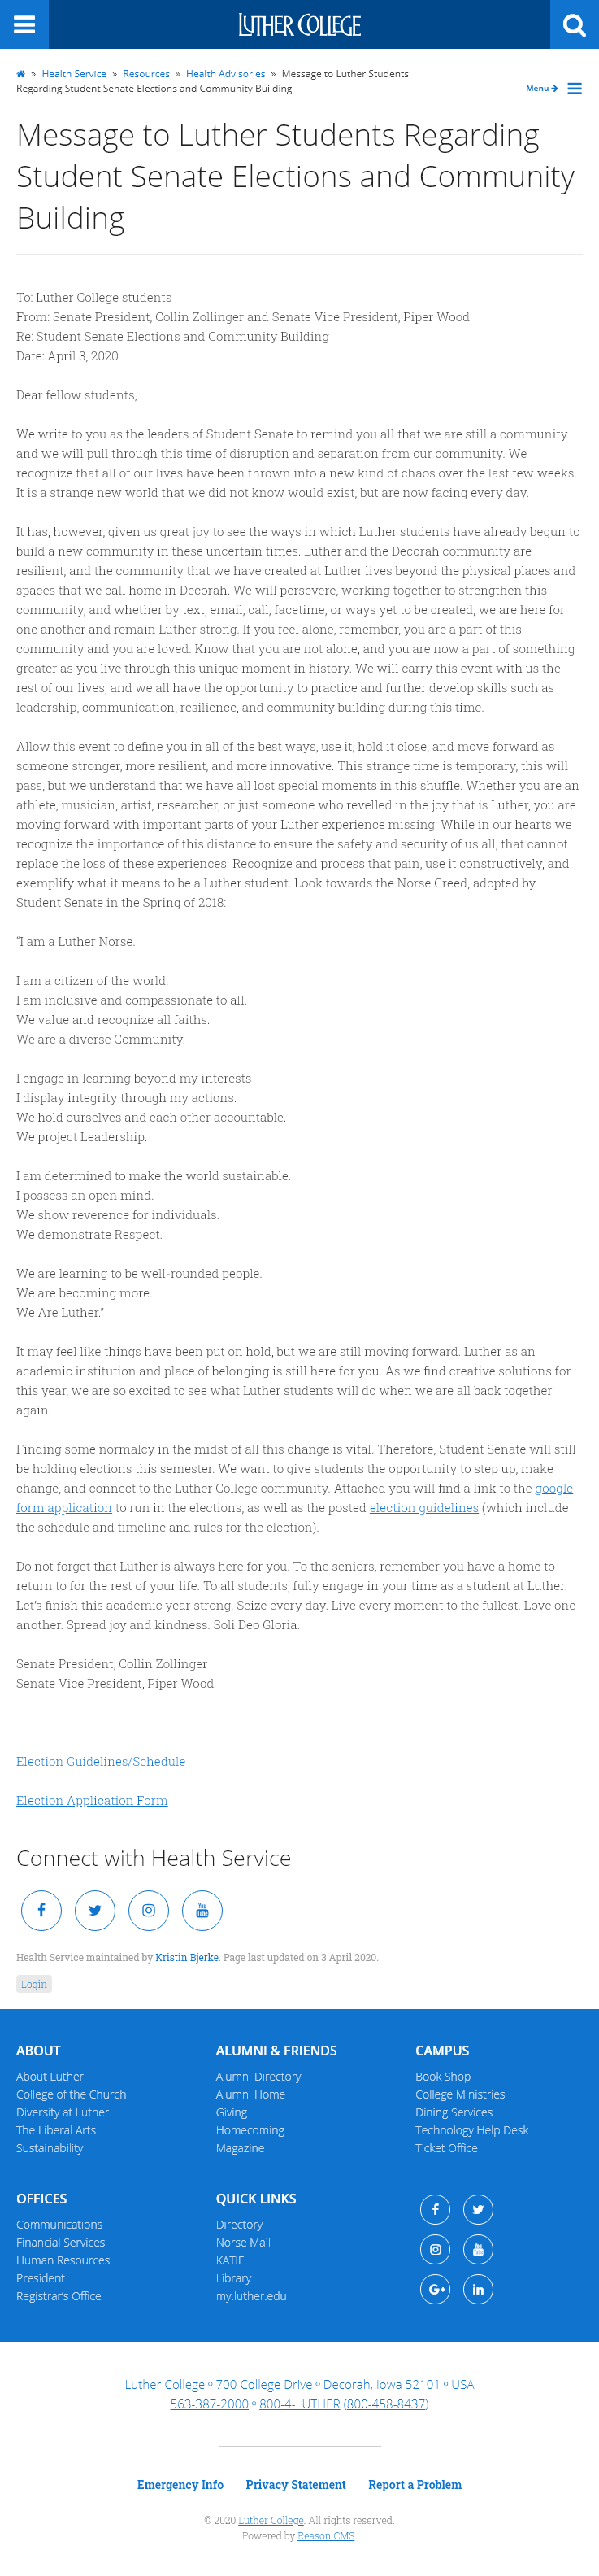 LUTHER COLLEGE
» Health Service » Resources » Health Advisories » Message to Luther Students
Regarding Student Senate Elections and Community Building
Menu
Message to Luther Students Regarding
Student Senate Elections and Community
Building
To: Luther College students
From: Senate President, Collin Zollinger and Senate Vice President, Piper Wood
Re: Student Senate Elections and Community Building
Date: April 3, 2020
Dear fellow students,
We write to you as the leaders of Student Senate to remind you all that we are still a community
and we will pull through this time of disruption and separation from our community. We
recognize that all of our lives have been thrown into a new kind of chaos over the last few weeks.
It is a strange new world that we did not know would exist, but are now facing every day.
It has, however, given us great joy to see the ways in which Luther students have already begun to
build a new community in these uncertain times. Luther and the Decorah community are
resilient, and the community that we have created at Luther lives beyond the physical places and
spaces that we call home in Decorah. We will persevere, working together to strengthen this
community, and whether by text, email, call, facetime, or ways yet to be created, we are here for
one another and remain Luther strong. If you feel alone, remember, you are a part of this
community and you are loved. Know that you are not alone, and you are now a part of something
greater as you live through this unique moment in history. We will carry this event with us the
rest of our lives, and we all have the opportunity to practice and further develop skills such as
leadership, communication, resilience, and community building during this time.
Allow this event to define you in all of the best ways, use it, hold it close, and move forward as
someone stronger, more resilient, and more innovative. This strange time is temporary, this will
pass, but we understand that we have all lost special moments in this shuffle. Whether you are an
athlete, musician, artist, researcher, or just someone who revelled in the joy that is Luther, you are
moving forward with important parts of your Luther experience missing. While in our hearts we
recognize the importance of this distance to ensure the safety and security of us all, that cannot
replace the loss of these experiences. Recognize and process that pain, use it constructively, and
exemplify what it means to be a Luther student. Look towards the Norse Creed, adopted by
Student Senate in the Spring of 2018:
“I am a Luther Norse.
I am a citizen of the world.
I am inclusive and compassionate to all.
We value and recognize all faiths.
We are a diverse Community.
I engage in learning beyond my interests
I display integrity through my actions.
We hold ourselves and each other accountable.
We project Leadership.
I am determined to make the world sustainable.
I possess an open mind.
We show reverence for individuals.
We demonstrate Respect.
We are learning to be well-rounded people.
We are becoming more.
We Are Luther.”
It may feel like things have been put on hold, but we are still moving forward. Luther as an
academic institution and place of belonging is still here for you. As we find creative solutions for
this year, we are so excited to see what Luther students will do when we are all back together
again.
Finding some normalcy in the midst of all this change is vital. Therefore, Student Senate will still
be holding elections this semester. We want to give students the opportunity to step up, make
change, and connect to the Luther College community. Attached you will find a link to the google
form application to run in the elections, as well as the posted election guidelines (which include
the schedule and timeline and rules for the election).
Do not forget that Luther is always here for you. To the seniors, remember you have a home to
return to for the rest of your life. To all students, fully engage in your time as a student at Luther.
Let's finish this academic year strong. Seize every day. Live every moment to the fullest. Love one
another. Spread joy and kindness. Soli Deo Gloria.
Senate President, Collin Zollinger
Senate Vice President, Piper Wood
Election Guidelines/Schedule
Election Application Form
Connect with Health Service
Health Service maintained by Kristin Bjerke. Page last updated on 3 April 2020.
Login
ABOUT
About Luther
College of the Church
Diversity at Luther
The Liberal Arts
Sustainability
ALUMNI & FRIENDS
Alumni Directory
Alumni Home
Giving
Homecoming
Magazine
CAMPUS
Book Shop
College Ministries
Dining Services
Technology Help Desk
Ticket Office
OFFICES
Communications
Financial Services
Human Resources
President
Registrar's Office
QUICK LINKS
Directory
Norse Mail
KATIE
Library
my.luther.edu
Luther College º 700 College Drive º Decorah, Iowa 52101 º USA
563-387-2000 º 800-4-LUTHER (800-458-8437)
Emergency Info Privacy Statement Report a Problem
© 2020 Luther College. All rights reserved.
Powered by Reason CMS.